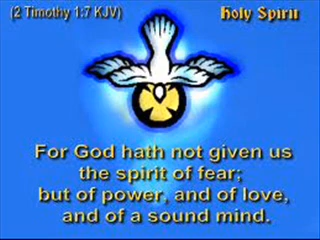 (2 Timothy 1:7 KJV) Holy Spirit
For God hath not given us
the spirit of fear;
but of power, and of love,
and of a sound mind.